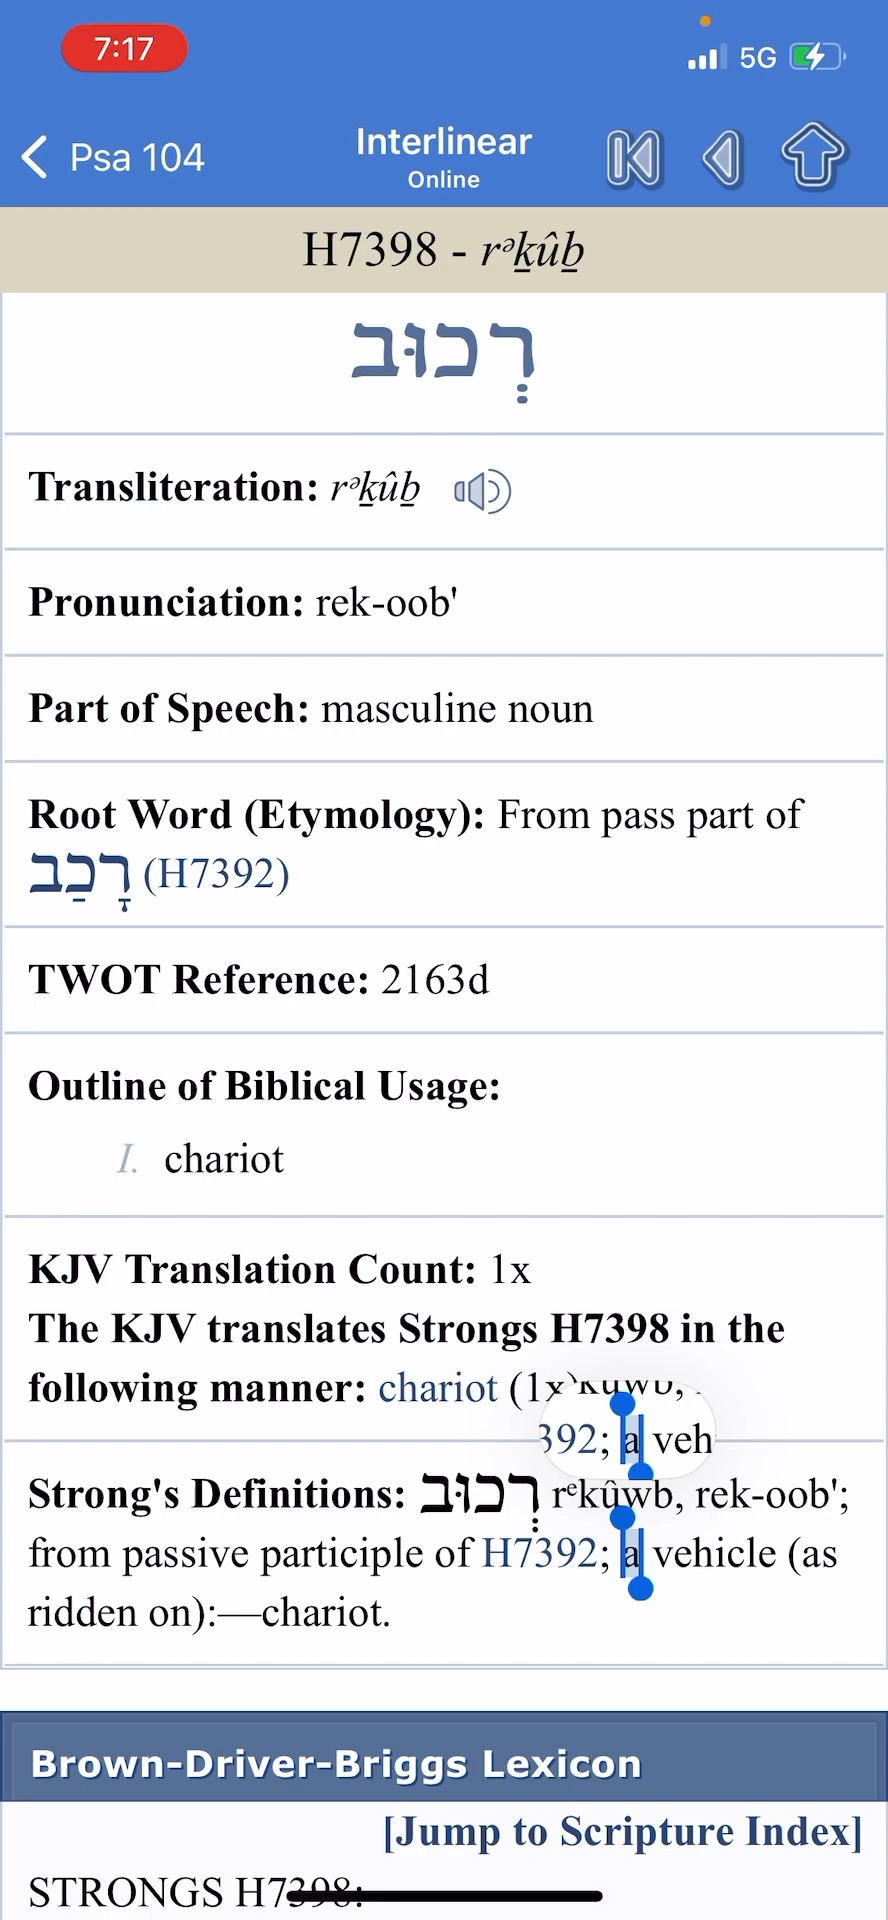 7:17
5G
Psa 104
Interlinear
Online
H7398 - rᵊḵûḇ
רְכוּב
Transliteration: rᵊḵûḇ
Pronunciation: rek-oob'
Part of Speech: masculine noun
Root Word (Etymology): From pass part of
רָכַב (H7392)
TWOT Reference: 2163d
Outline of Biblical Usage:
I. chariot
KJV Translation Count: 1x
The KJV translates Strongs H7398 in the
following manner: chariot (1x)
392; a veh
Strong's Definitions: רְכוּב rᵉkûwb, rek-oob';
from passive participle of H7392; a vehicle (as
ridden on):—chariot.
Brown-Driver-Briggs Lexicon
[Jump to Scripture Index]
STRONGS H7398: